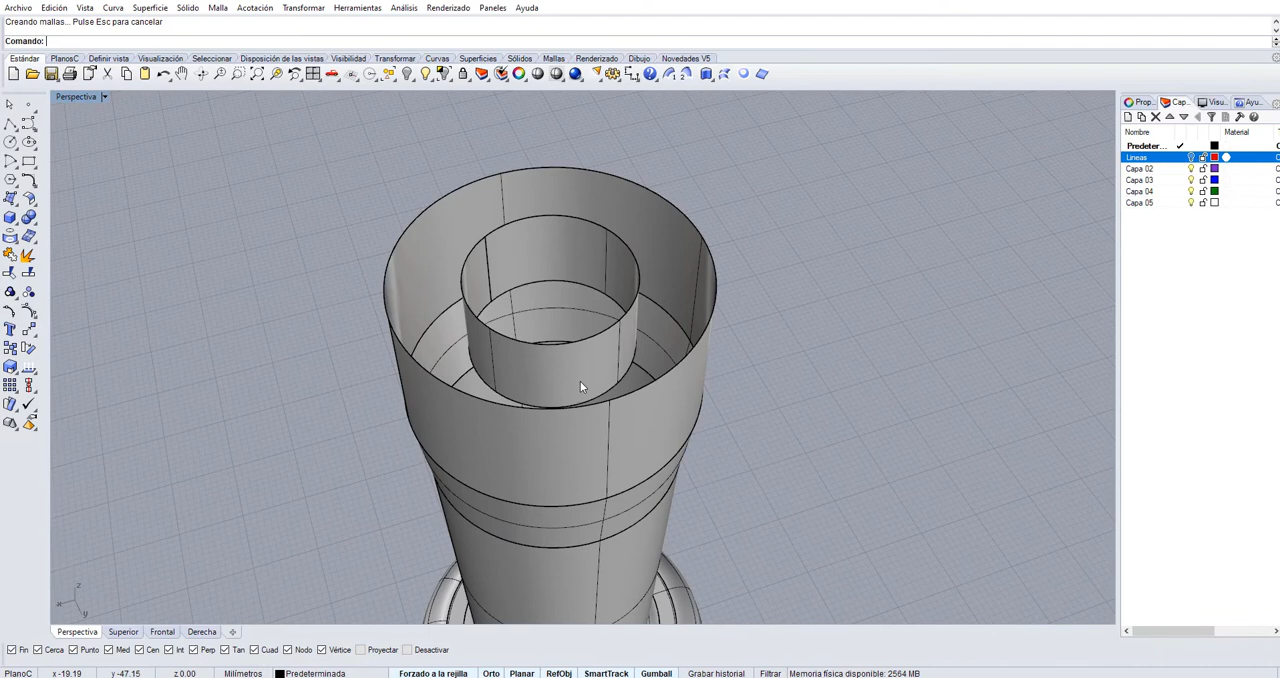 Archivo Edición Vista Curva Superficie Sólido Malla Acotación Transformar Herramientas Análisis Renderizado Paneles Ayuda
Creando mallas... Pulse Esc para cancelar
Comando:
Estándar PlanosC Definir vista Visualización Seleccionar Disposición de las vistas Visibilidad Transformar Curvas Superficies Sólidos Mallas Renderizado Dibujo Novedades V5
Perspectiva
Prop... Cap... Visu... Ayu...
Nombre Material
Predeter...
Lineas
Capa 02 C
Capa 03 C
Capa 04 C
Capa 05 C
z
x y
Perspectiva Superior Frontal Derecha
Fin Cerca Punto Med Cen Int Perp Tan Cuad Nodo Vértice Proyectar Desactivar
PlanoC x -19.19 y -47.15 z 0.00 Milímetros Predeterminada Forzado a la rejilla Orto Planar RefObj SmartTrack Gumball Grabar historial Filtrar Memoria física disponible: 2564 MB